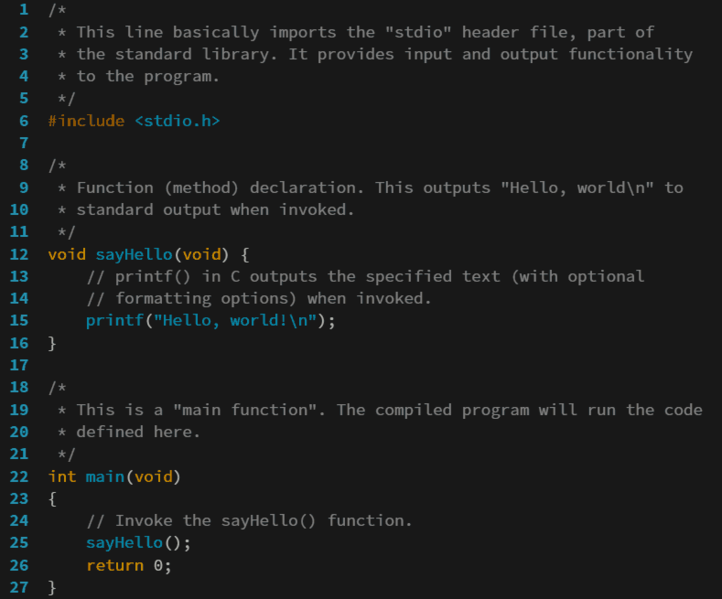 1 /*
2  * This line basically imports the "stdio" header file, part of
3  * the standard library. It provides input and output functionality
4  * to the program.
5  */
6 #include <stdio.h>
7
8 /*
9  * Function (method) declaration. This outputs "Hello, world\n" to
10  * standard output when invoked.
11  */
12 void sayHello(void) {
13     // printf() in C outputs the specified text (with optional
14     // formatting options) when invoked.
15     printf("Hello, world!\n");
16 }
17
18 /*
19  * This is a "main function". The compiled program will run the code
20  * defined here.
21  */
22 int main(void)
23 {
24     // Invoke the sayHello() function.
25     sayHello();
26     return 0;
27 }